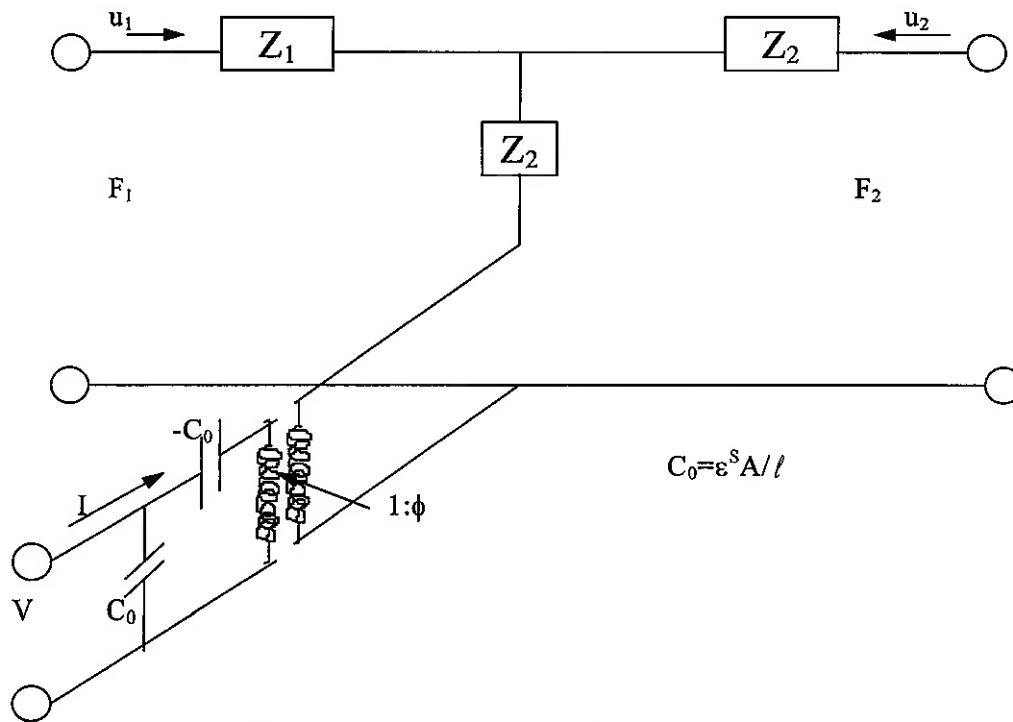 u₁
u₂
Z₁
Z₂
Z₂
F₁
F₂
-C₀
C₀=εˢA/ℓ
I
1:ϕ
V
C₀